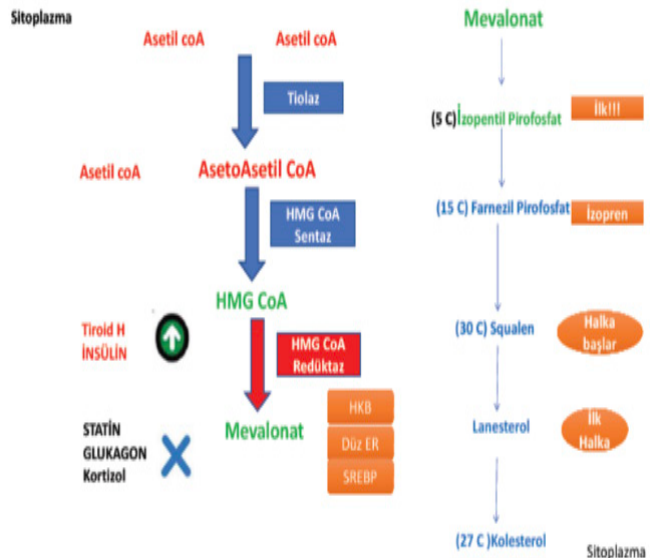 Sitoplazma
Asetil coA
Asetil coA
Tiolaz
Asetil coA
AsetoAsetil CoA
HMG CoA
Sentaz
HMG CoA
Tiroid H
İNSÜLİN
HMG CoA
Redüktaz
STATİN
GLUKAGON
Kortizol
Mevalonat
HKB
Düz ER
SREBP
Mevalonat
(5 C)İzopentil Pirofosfat
İlk!!!
(15 C) Farnezil Pirofosfat
İzopren
(30 C) Squalen
Halka
başlar
Lanesterol
İlk
Halka
(27 C )Kolesterol
Sitoplazma